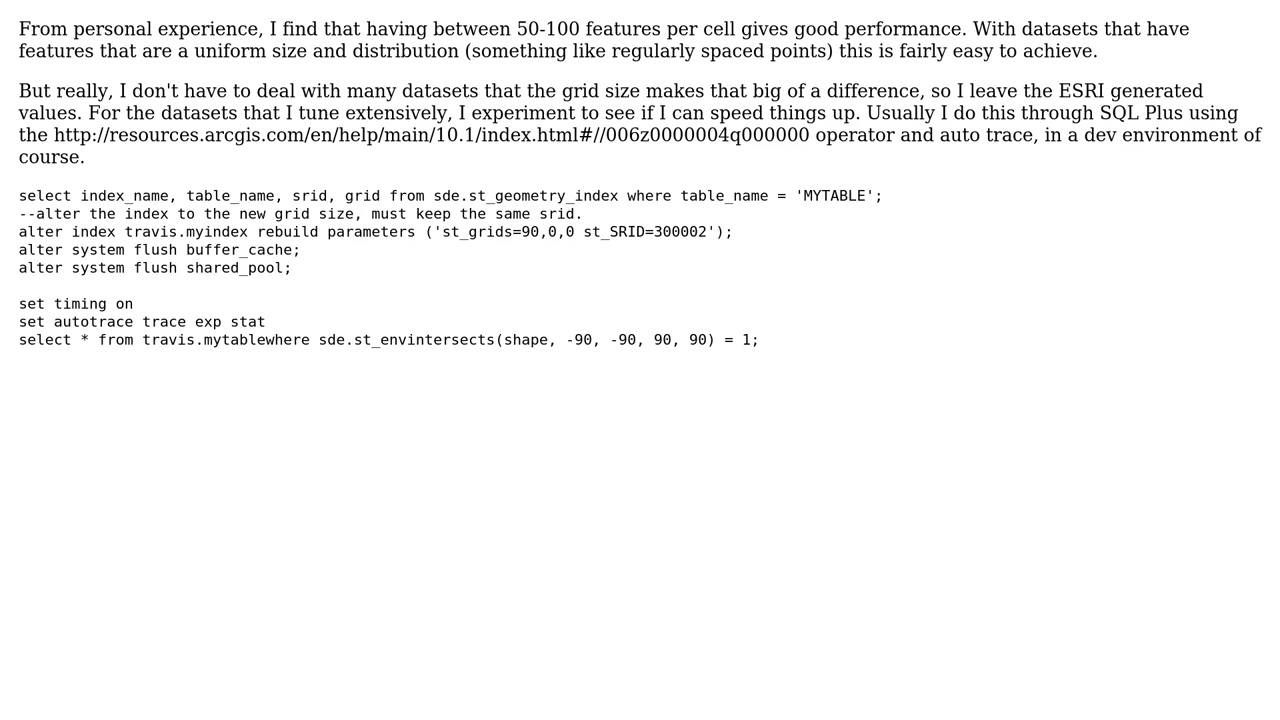 From personal experience, I find that having between 50-100 features per cell gives good performance. With datasets that have
features that are a uniform size and distribution (something like regularly spaced points) this is fairly easy to achieve.
But really, I don't have to deal with many datasets that the grid size makes that big of a difference, so I leave the ESRI generated
values. For the datasets that I tune extensively, I experiment to see if I can speed things up. Usually I do this through SQL Plus using
the http://resources.arcgis.com/en/help/main/10.1/index.html#//006z0000004q000000 operator and auto trace, in a dev environment of
course.
select index_name, table_name, srid, grid from sde.st_geometry_index where table_name = 'MYTABLE';
--alter the index to the new grid size, must keep the same srid.
alter index travis.myindex rebuild parameters ('st_grids=90,0,0 st_SRID=300002');
alter system flush buffer_cache;
alter system flush shared_pool;
set timing on
set autotrace trace exp stat
select * from travis.mytablewhere sde.st_envintersects(shape, -90, -90, 90, 90) = 1;